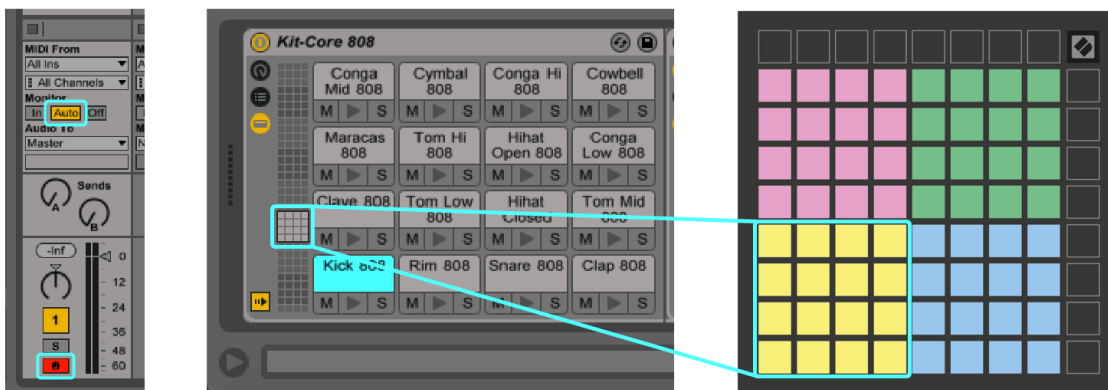 MIDI From
All Ins
All Channels
Monitor
In Auto Off
Audio To
Master
Sends
A
B
-Inf
0
12
24
36
48
60
1
S
Kit-Core 808
Conga Mid 808
M S
Cymbal 808
M S
Conga Hi 808
M S
Cowbell 808
M S
Maracas 808
M S
Tom Hi 808
M S
Hihat Open 808
M S
Conga Low 808
M S
Clave 808
M S
Tom Low 808
M S
Hihat Closed
M S
Tom Mid 808
M S
Kick 808
M S
Rim 808
M S
Snare 808
M S
Clap 808
M S